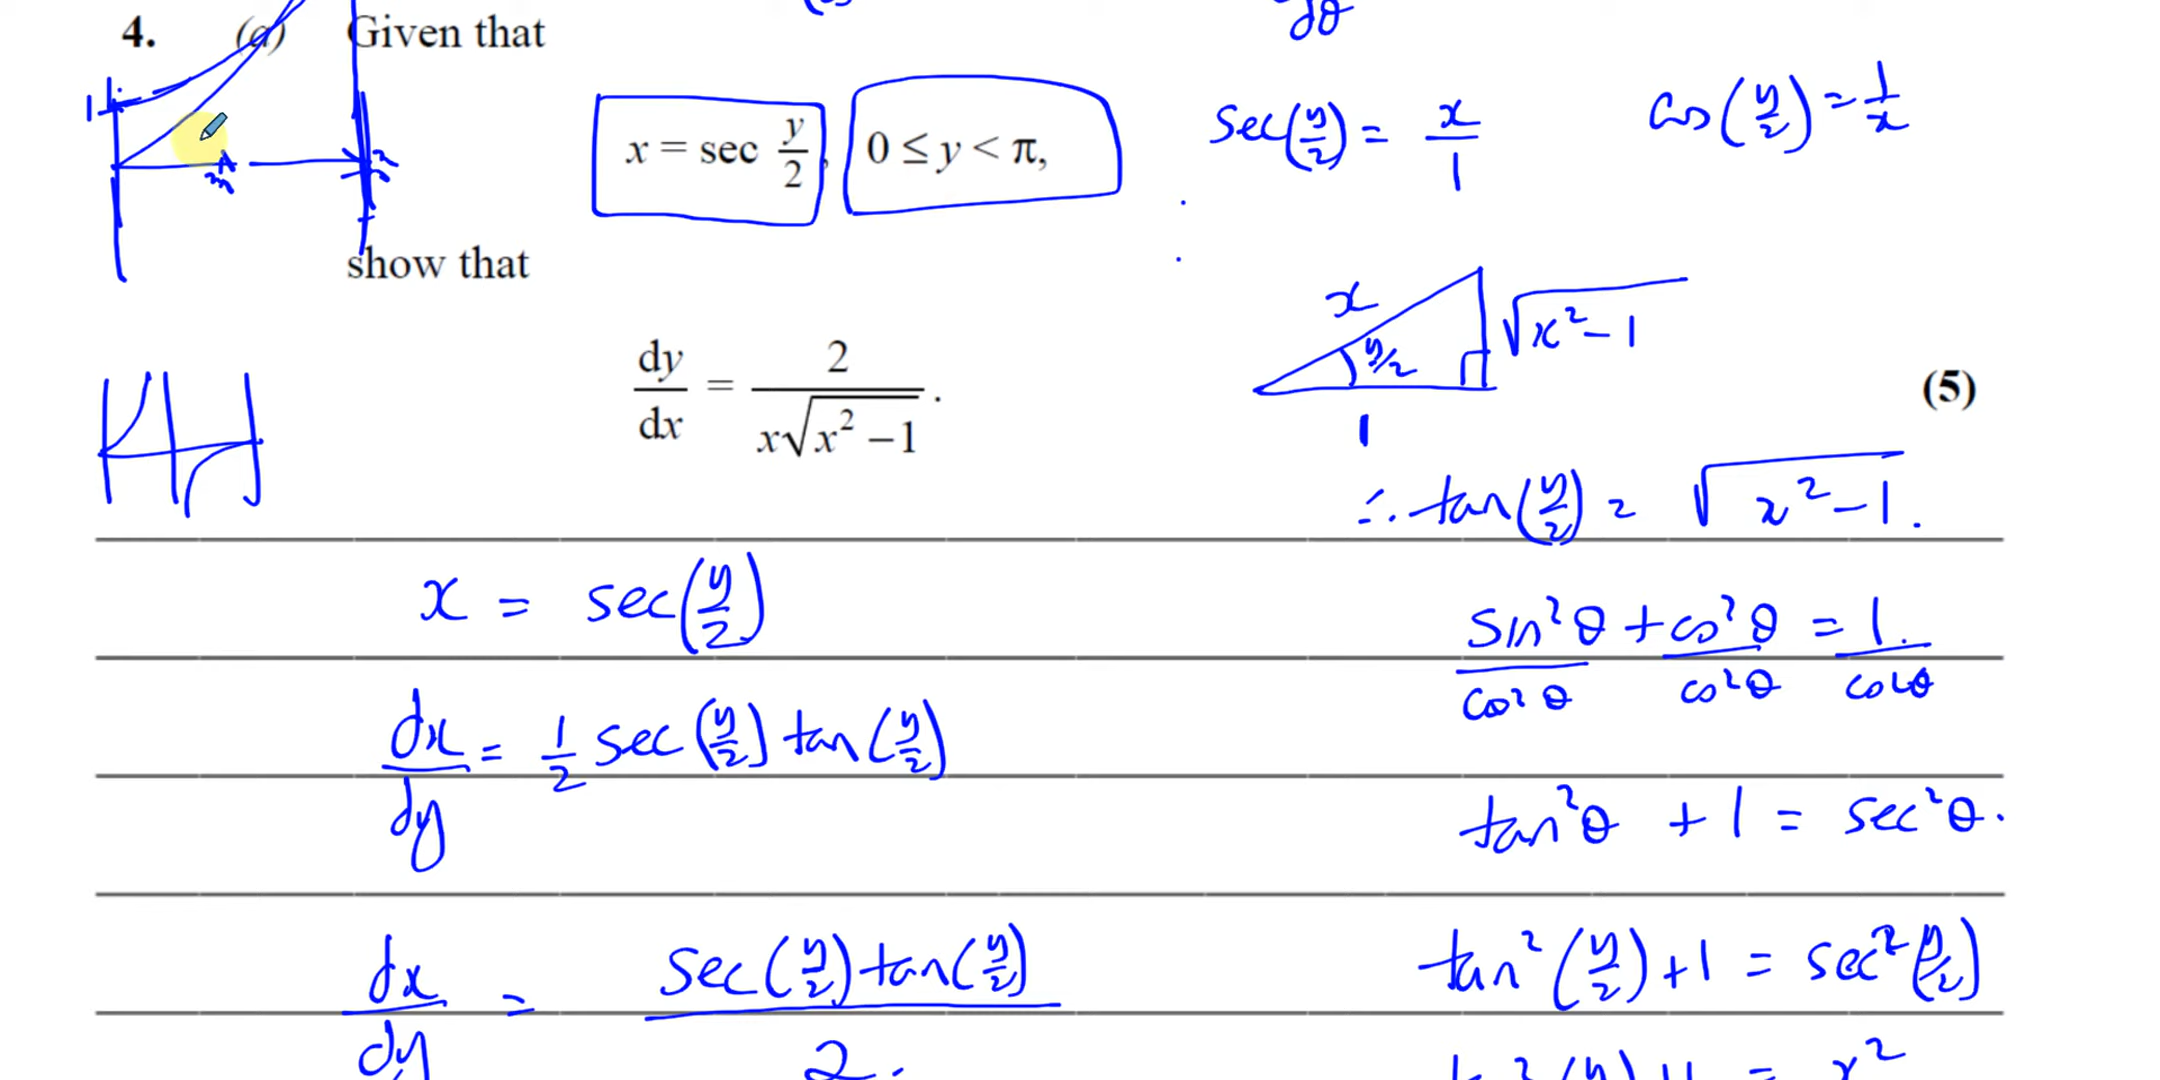 dθ
4. (a) Given that
1
x = sec y/2, 0 ≤ y < π,
sec(y/2) = x/1
cos(y/2) = 1/x
show that
x
y/2
√(x²-1)
1
dy/dx = 2/(x√(x²-1)).
(5)
∴ tan(y/2) = √(x²-1).
x = sec(y/2)
sin²θ/cos²θ + cos²θ/cos²θ = 1/cos²θ
dx/dy = 1/2 sec(y/2) tan(y/2)
tan²θ + 1 = sec²θ.
dx/dy = sec(y/2) tan(y/2)/2.
tan²(y/2) + 1 = sec²(y/2)
= x²